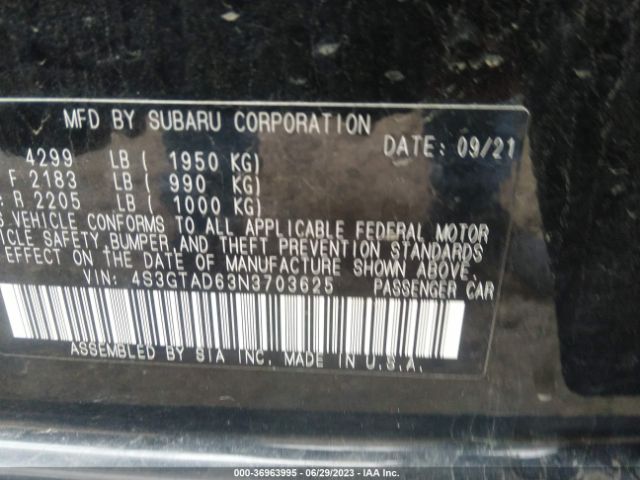 MFD BY SUBARU CORPORATION
DATE: 09/21
4299 LB ( 1950 KG)
F 2183 LB ( 990 KG)
R 2205 LB ( 1000 KG)
VEHICLE CONFORMS TO ALL APPLICABLE FEDERAL MOTOR
SAFETY, BUMPER, AND THEFT PREVENTION STANDARDS
EFFECT ON THE DATE OF MANUFACTURE SHOWN ABOVE.
VIN: 4S3GTAD63N3703625 PASSENGER CAR
ASSEMBLED BY SIA INC. MADE IN U.S.A.
000-36963995 - 06/29/2023 - IAA Inc.